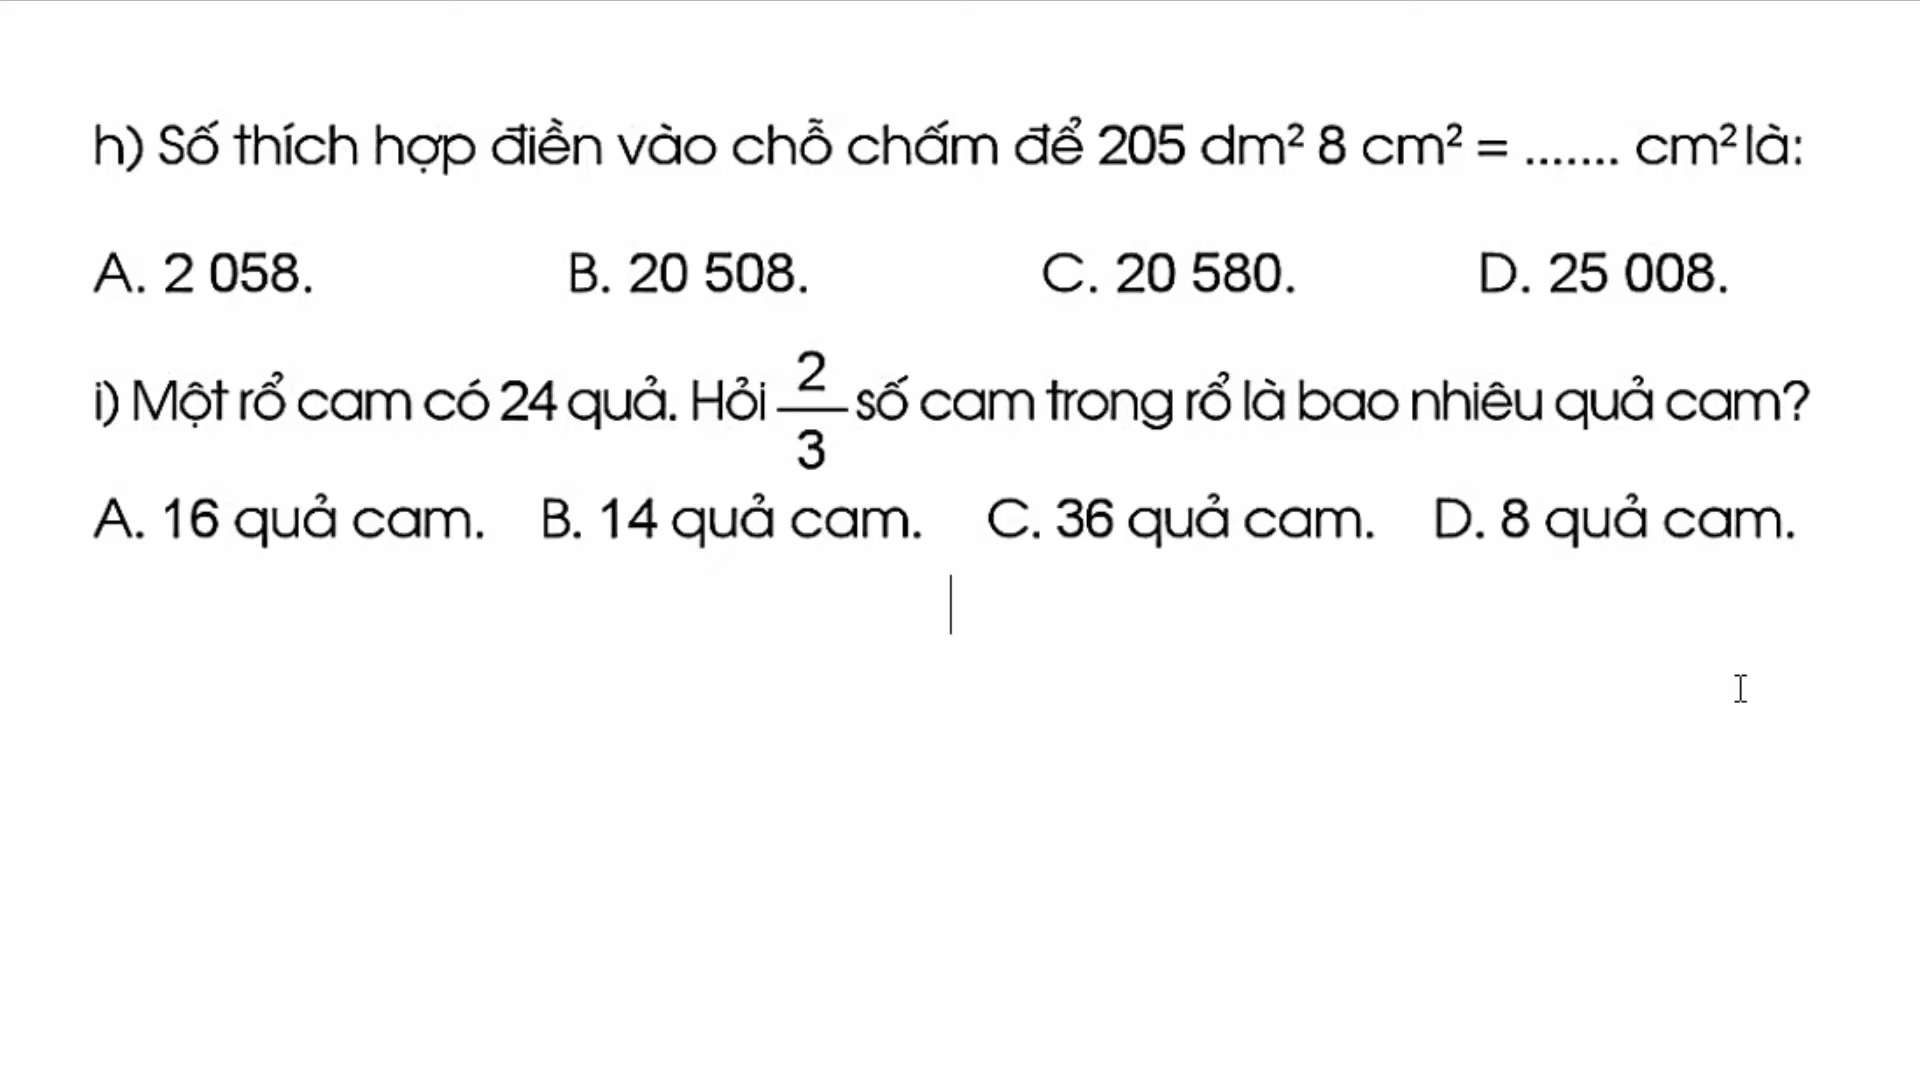 h) Số thích hợp điền vào chỗ chấm để 205 dm² 8 cm² = ....... cm² là:
A. 2 058. B. 20 508. C. 20 580. D. 25 008.
i) Một rổ cam có 24 quả. Hỏi 2/3 số cam trong rổ là bao nhiêu quả cam?
A. 16 quả cam. B. 14 quả cam. C. 36 quả cam. D. 8 quả cam.